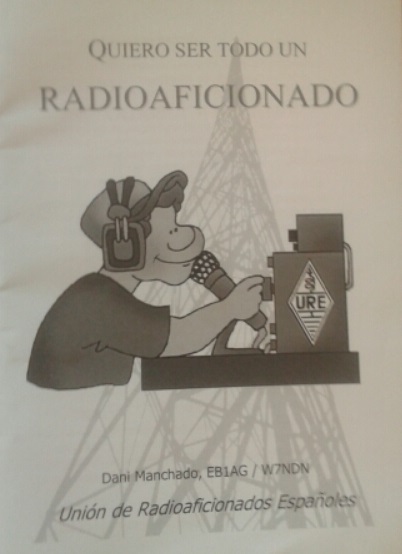 QUIERO SER TODO UN
RADIOAFICIONADO
URE
Dani Manchado, EB1AG / W7NDN
Unión de Radioaficionados Españoles